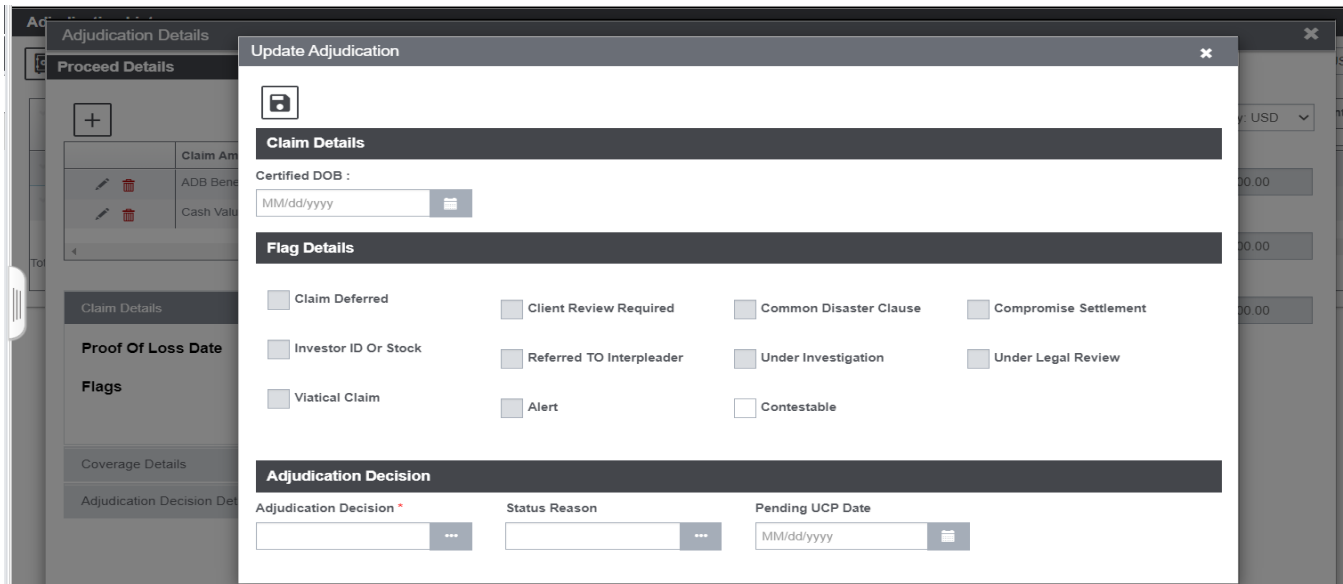 Adjudication Details
Update Adjudication
Proceed Details
y: USD
Claim Details
Claim Am
Certified DOB :
ADB Bene
00.00
MM/dd/yyyy
Cash Valu
Flag Details
00.00
Tot
Claim Deferred
Client Review Required
Common Disaster Clause
Compromise Settlement
Claim Details
00.00
Proof Of Loss Date
Investor ID Or Stock
Referred TO Interpleader
Under Investigation
Under Legal Review
Flags
Viatical Claim
Alert
Contestable
Coverage Details
Adjudication Decision
Adjudication Decision Det
Adjudication Decision *
Status Reason
Pending UCP Date
MM/dd/yyyy